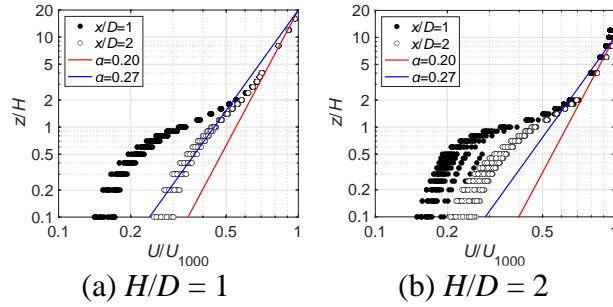 20
10
5
2
1
0.5
0.2
0.1
z/H
x/D=1
x/D=2
α=0.20
α=0.27
0.1 0.2 0.5 1
U/U1000
(a) H/D = 1
20
10
5
2
1
0.5
0.2
0.1
z/H
x/D=1
x/D=2
α=0.20
α=0.27
0.1 0.2 0.5 1
U/U1000
(b) H/D = 2